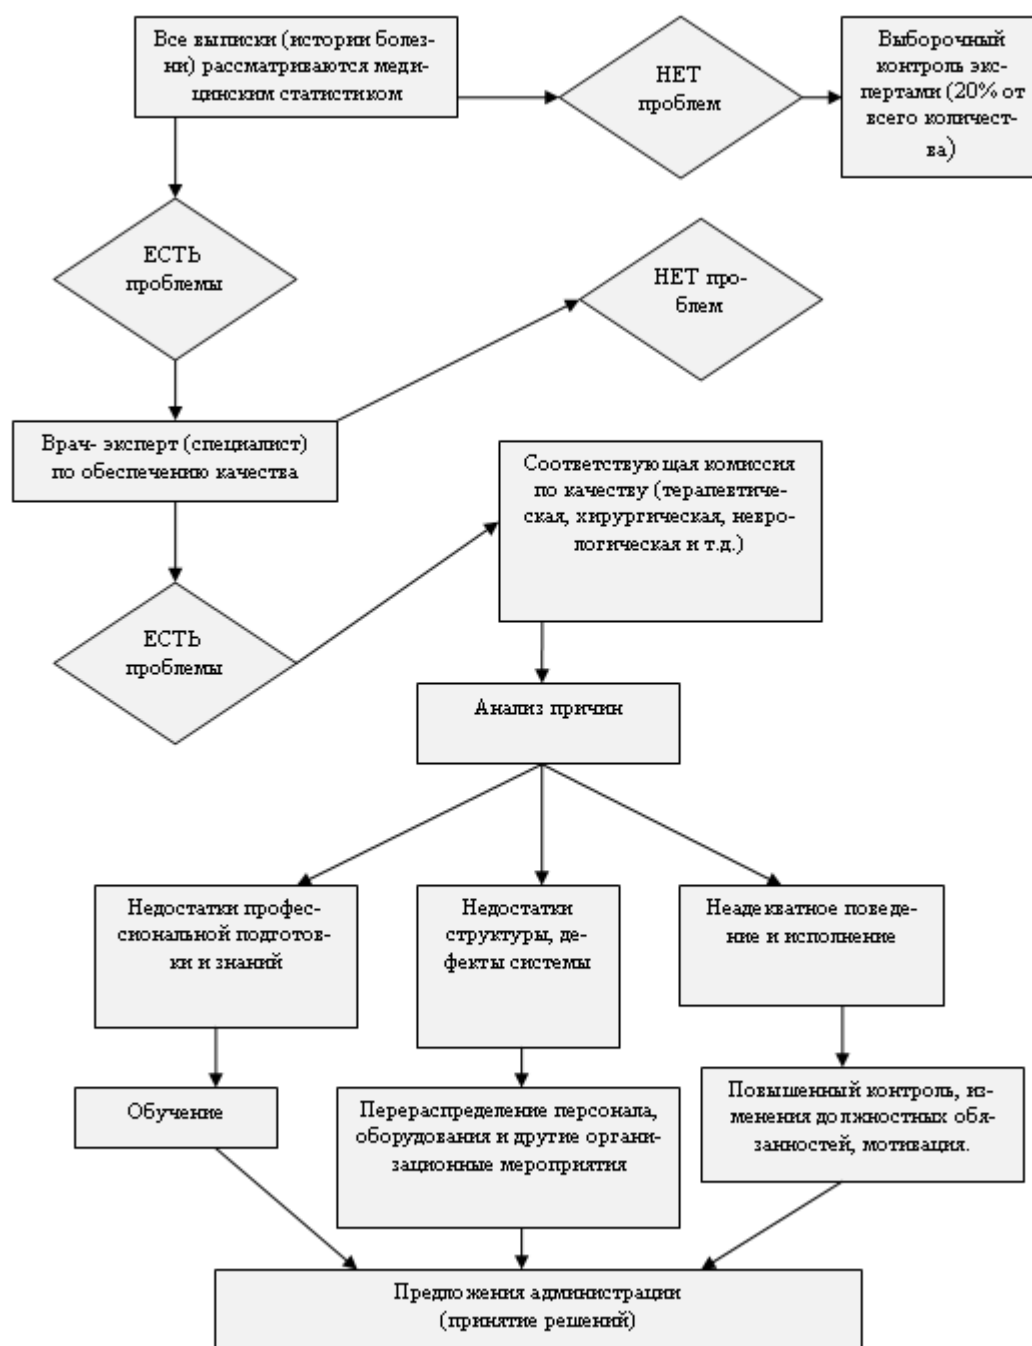 Все выписки (истории болез-
ни) рассматриваются меди-
цинским статистиком
НЕТ
проблем
Выборочный
контроль экс-
пертами (20% от
всего количест-
ва)
ЕСТЬ
проблемы
НЕТ про-
блем
Врач- эксперт (специалист)
по обеспечению качества
Соответствующая комиссия
по качеству (терапевтиче-
ская, хирургическая, невро-
логическая и т.д.)
ЕСТЬ
проблемы
Анализ причин
Недостатки профес-
сиональной подготов-
ки и знаний
Недостатки
структуры, де-
фекты системы
Неадекватное поведе-
ние и исполнение
Обучение
Перераспределение персонала,
оборудования и другие органи-
зационные мероприятия
Повышенный контроль, из-
менения должностных обя-
занностей, мотивация.
Предложения администрации
(принятие решений)